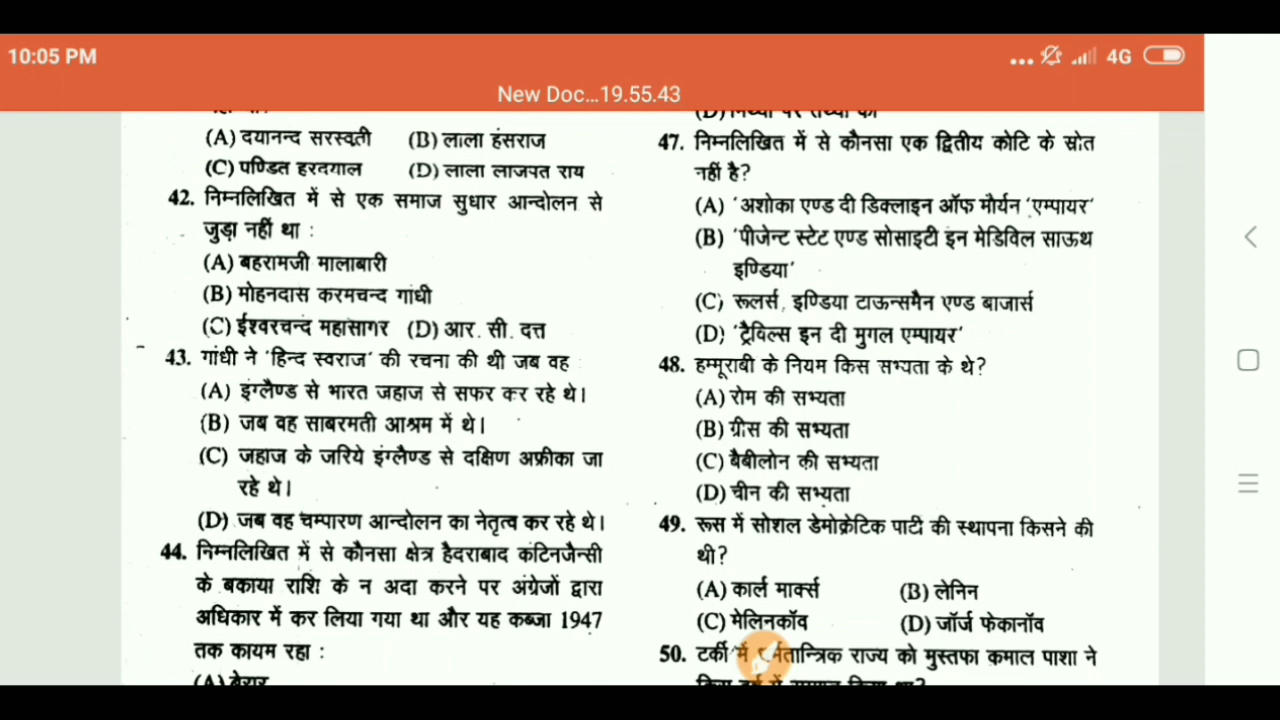 10:05 PM
4G
New Doc...19.55.43
(A) दयानन्द सरस्वती (B) लाला हंसराज
(C) पण्डित हरदयाल (D) लाला लाजपत राय
42. निम्नलिखित में से एक समाज सुधार आन्दोलन से
जुड़ा नहीं था :
(A) बहरामजी मालाबारी
(B) मोहनदास करमचन्द गांधी
(C) ईश्वरचन्द महासागर (D) आर. सी. दत्त
43. गांधी ने 'हिन्द स्वराज' की रचना की थी जब वह
(A) इंग्लैण्ड से भारत जहाज से सफर कर रहे थे।
(B) जब वह साबरमती आश्रम में थे।
(C) जहाज के जरिये इंग्लैण्ड से दक्षिण अफ्रीका जा
रहे थे।
(D) जब वह चम्पारण आन्दोलन का नेतृत्व कर रहे थे।
44. निम्नलिखित में से कौनसा क्षेत्र हैदराबाद कंटिनजैन्सी
के बकाया राशि के न अदा करने पर अंग्रेजों द्वारा
अधिकार में कर लिया गया था और यह कब्जा 1947
तक कायम रहा :
(A) बेरार
47. निम्नलिखित में से कौनसा एक द्वितीय कोटि के स्रोत
नहीं है?
(A) 'अशोका एण्ड दी डिक्लाइन ऑफ मौर्यन 'एम्पायर'
(B) 'पीजेन्ट स्टेट एण्ड सोसाइटी इन मेडिविल साऊथ
इण्डिया'
(C) रूलर्स, इण्डिया टाऊन्समैन एण्ड बाजार्स
(D) 'ट्रैविल्स इन दी मुगल एम्पायर'
48. हम्मूराबी के नियम किस सभ्यता के थे?
(A) रोम की सभ्यता
(B) ग्रीस की सभ्यता
(C) बैबीलोन की सभ्यता
(D) चीन की सभ्यता
49. रूस में सोशल डेमोक्रेटिक पाटी की स्थापना किसने की
थी?
(A) कार्ल मार्क्स (B) लेनिन
(C) मेलिनकॉव (D) जॉर्ज फेकानॉव
50. टर्की में राज्य को मुस्तफा क़माल पाशा ने